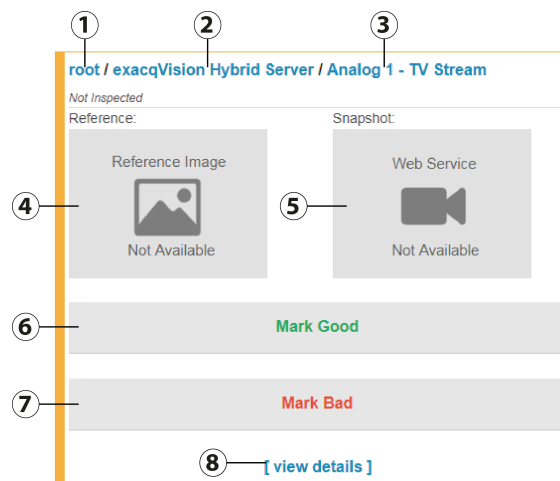 1 2 3
root / exacqVision Hybrid Server / Analog 1 - TV Stream
Not Inspected
Reference: Snapshot:
Reference Image Web Service
4 5
Not Available Not Available
6 Mark Good
7 Mark Bad
8 [ view details ]